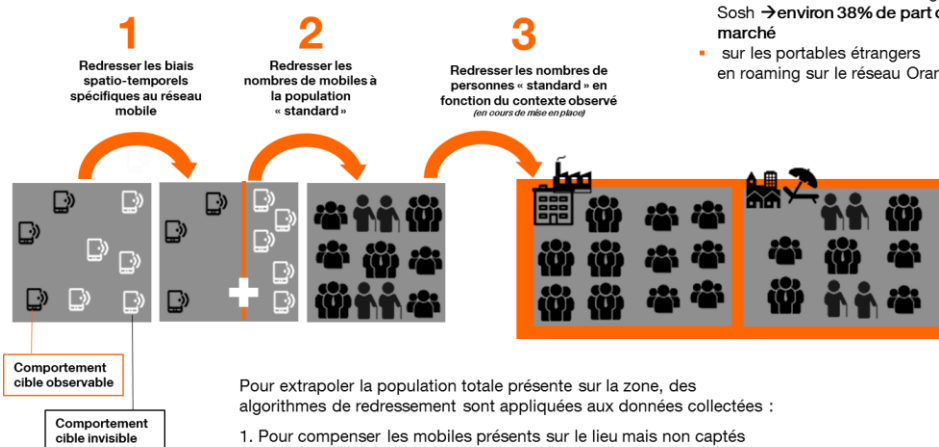 Sosh →environ 38% de part
marché
▪ sur les portables étrangers
en roaming sur le réseau
1
Redresser les biais
spatio-temporels
spécifiques au réseau
mobile
2
Redresser les
nombres de mobiles à
la population
« standard »
3
Redresser les nombres de
personnes « standard » en
fonction du contexte observé
(en cours de mise en place)
Comportement
cible observable
Comportement
cible invisible
Pour extrapoler la population totale présente sur la zone, des
algorithmes de redressement sont appliquées aux données collectées :
1. Pour compenser les mobiles présents sur le lieu mais non captés